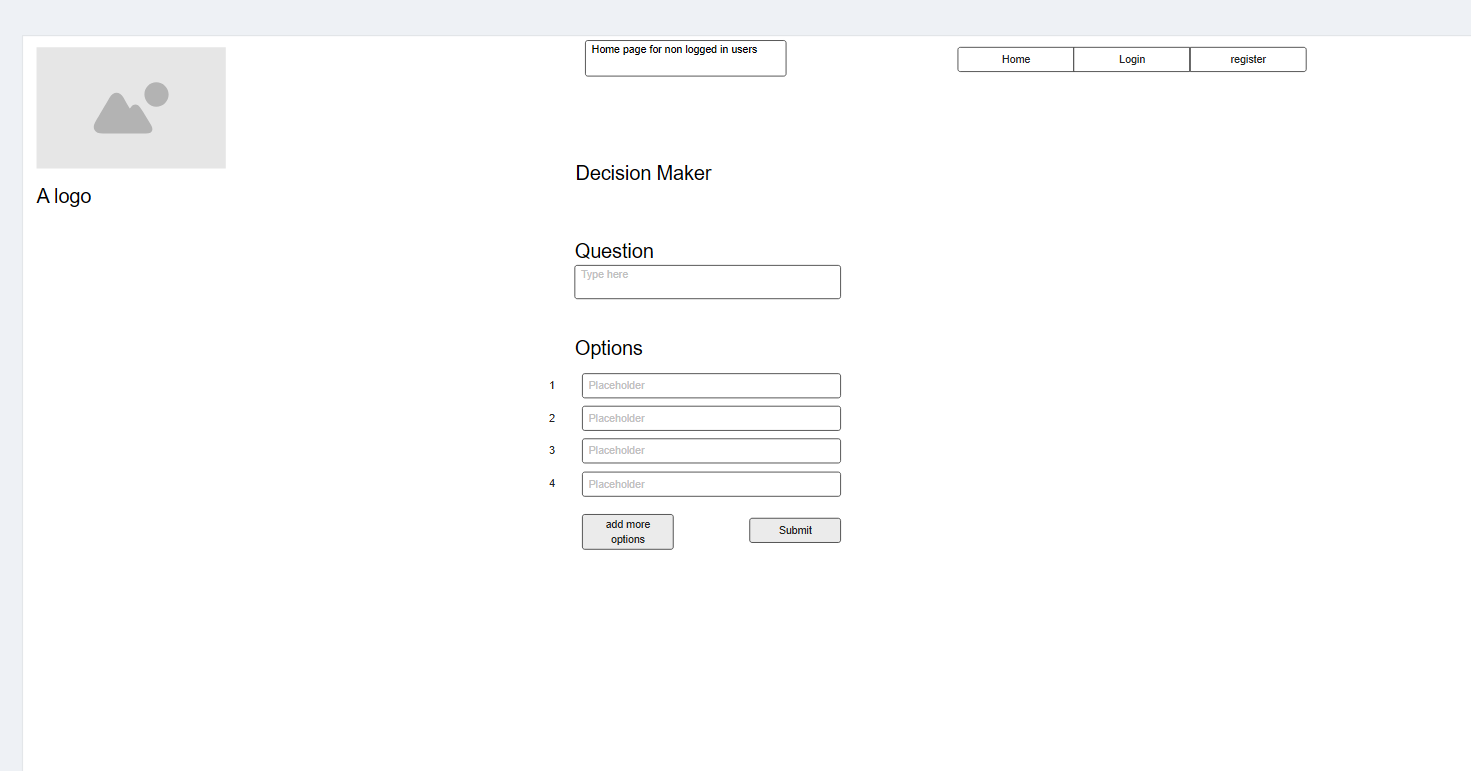 Home page for non logged in users
Home
Login
register
A logo
Decision Maker
Question
Type here
Options
1 Placeholder
2 Placeholder
3 Placeholder
4 Placeholder
add more
options
Submit